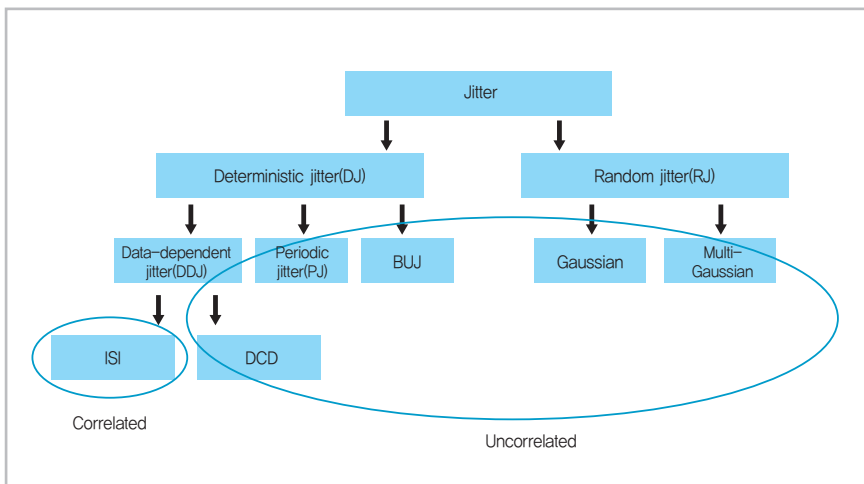 Jitter
Deterministic jitter(DJ)
Random jitter(RJ)
Data-dependent
jitter(DDJ)
Periodic
jitter(PJ)
BUJ
Gaussian
Multi-
Gaussian
ISI
DCD
Correlated
Uncorrelated